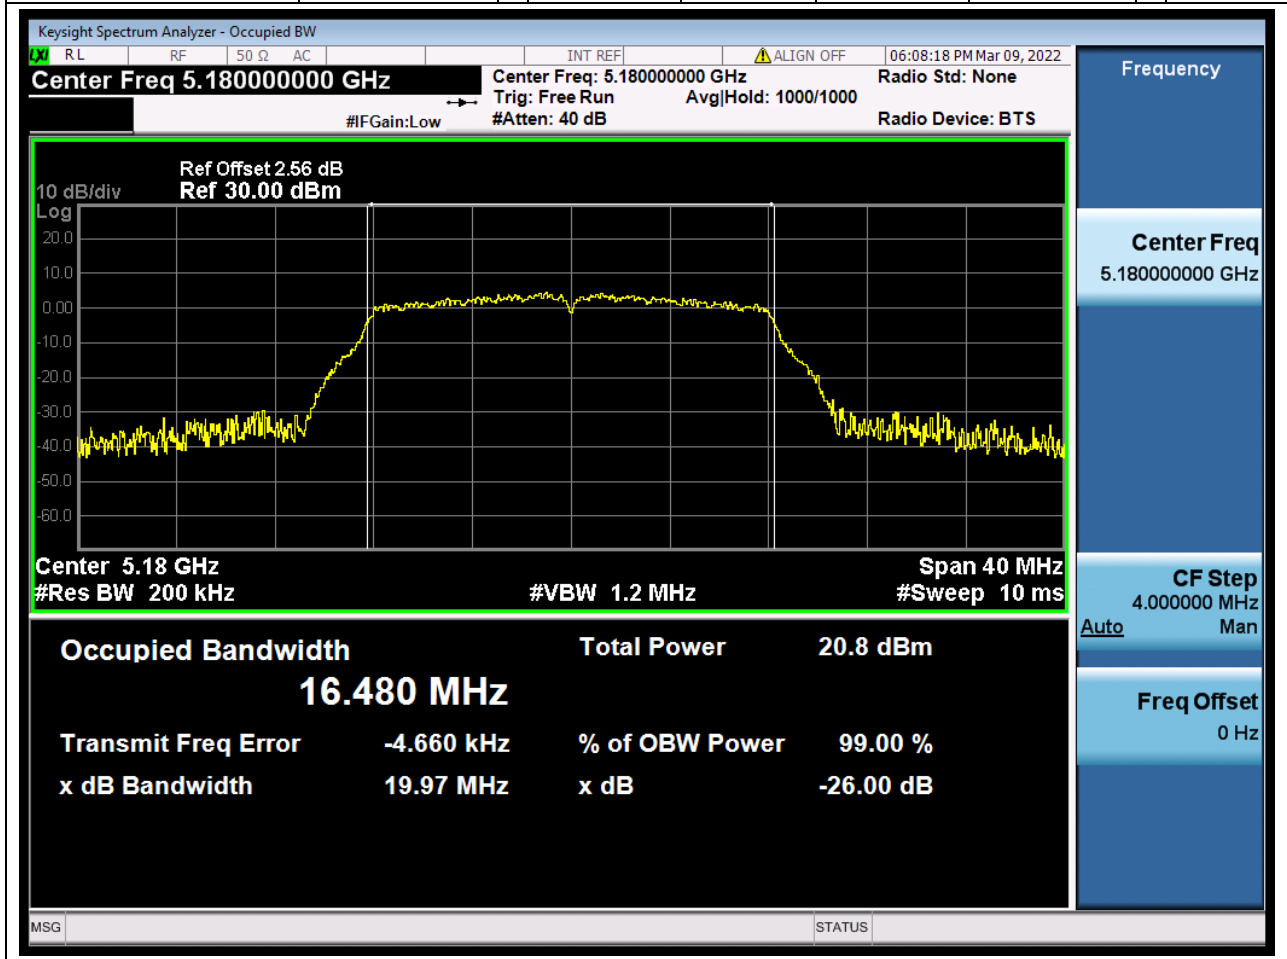 Keysight Spectrum Analyzer - Occupied BW
LXI RL RF 50 Ω AC INT REF ALIGN OFF 06:08:18 PM Mar 09, 2022
Center Freq 5.180000000 GHz
Center Freq: 5.180000000 GHz Radio Std: None
Trig: Free Run Avg|Hold: 1000/1000
#IFGain:Low #Atten: 40 dB Radio Device: BTS
Ref Offset 2.56 dB
10 dB/div Ref 30.00 dBm
Log
20.0
10.0
0.00
-10.0
-20.0
-30.0
-40.0
-50.0
-60.0
Center 5.18 GHz Span 40 MHz
#Res BW 200 kHz #VBW 1.2 MHz #Sweep 10 ms
Occupied Bandwidth Total Power 20.8 dBm
16.480 MHz
Transmit Freq Error -4.660 kHz % of OBW Power 99.00 %
x dB Bandwidth 19.97 MHz x dB -26.00 dB
MSG STATUS
Frequency
Center Freq
5.180000000 GHz
CF Step
4.000000 MHz
Auto Man
Freq Offset
0 Hz